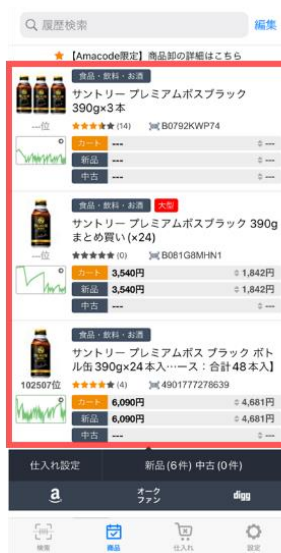 履歴検索 編集
【Amacode限定】商品卸の詳細はこちら
食品・飲料・お酒
サントリー プレミアムボスブラック
390g×3本
---位 (14) B0792KWP74
カート --- ---
新品 --- ---
中古 --- ---
食品・飲料・お酒 大型
サントリー プレミアムボスブラック 390g
まとめ買い(×24)
---位 (0) B081G8MHN1
カート 3,540円 1,842円
新品 3,540円 1,842円
中古 --- ---
食品・飲料・お酒
サントリー プレミアムボス ブラック ボト
ル缶 390g×24本入…ース：合計48本入】
102507位 (4) 4901777278639
カート 6,090円 4,681円
新品 6,090円 4,681円
中古 --- ---
仕入れ設定 新品(6件) 中古(0件)
a オーク
ファン digg
検索 商品 仕入れ 設定